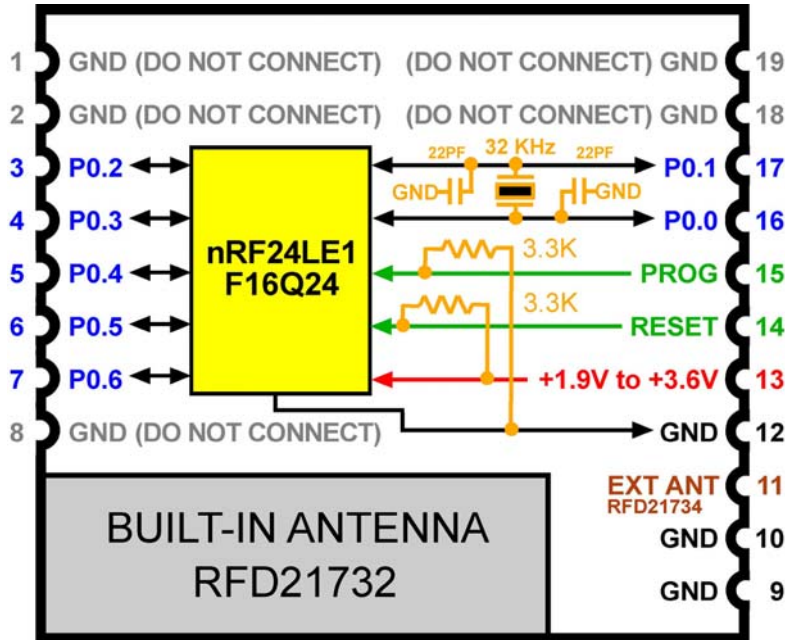 1 GND (DO NOT CONNECT) (DO NOT CONNECT) GND 19
2 GND (DO NOT CONNECT) (DO NOT CONNECT) GND 18
22PF 32 KHz 22PF
3 P0.2 P0.1 17
GND GND
4 P0.3 P0.0 16
nRF24LE1
F16Q24
3.3K
5 P0.4 PROG 15
3.3K
6 P0.5 RESET 14
7 P0.6 +1.9V to +3.6V 13
8 GND (DO NOT CONNECT) GND 12
EXT ANT 11
RFD21734
BUILT-IN ANTENNA
RFD21732
GND 10
GND 9